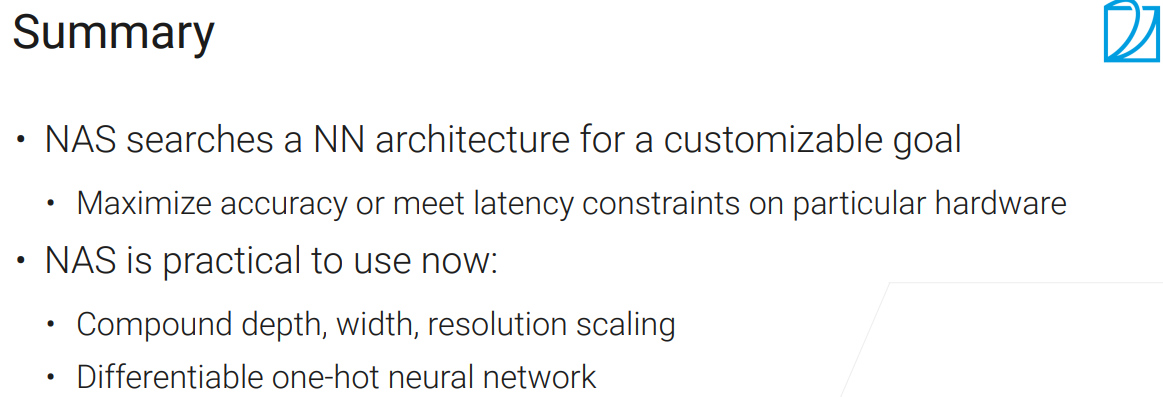 Summary
• NAS searches a NN architecture for a customizable goal
• Maximize accuracy or meet latency constraints on particular hardware
• NAS is practical to use now:
• Compound depth, width, resolution scaling
• Differentiable one-hot neural network